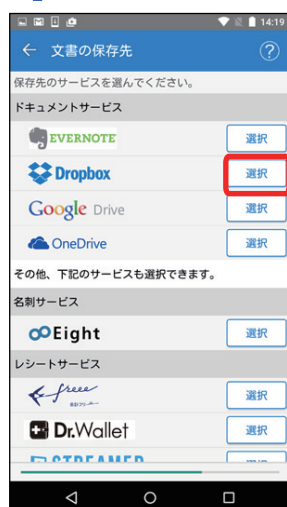 14:19
文書の保存先
?
保存先のサービスを選んでください。
ドキュメントサービス
EVERNOTE 選択
Dropbox 選択
Google Drive 選択
OneDrive 選択
その他、下記のサービスも選択できます。
名刺サービス
Eight 選択
レシートサービス
freee 選択
Dr.Wallet 選択
STREAMED